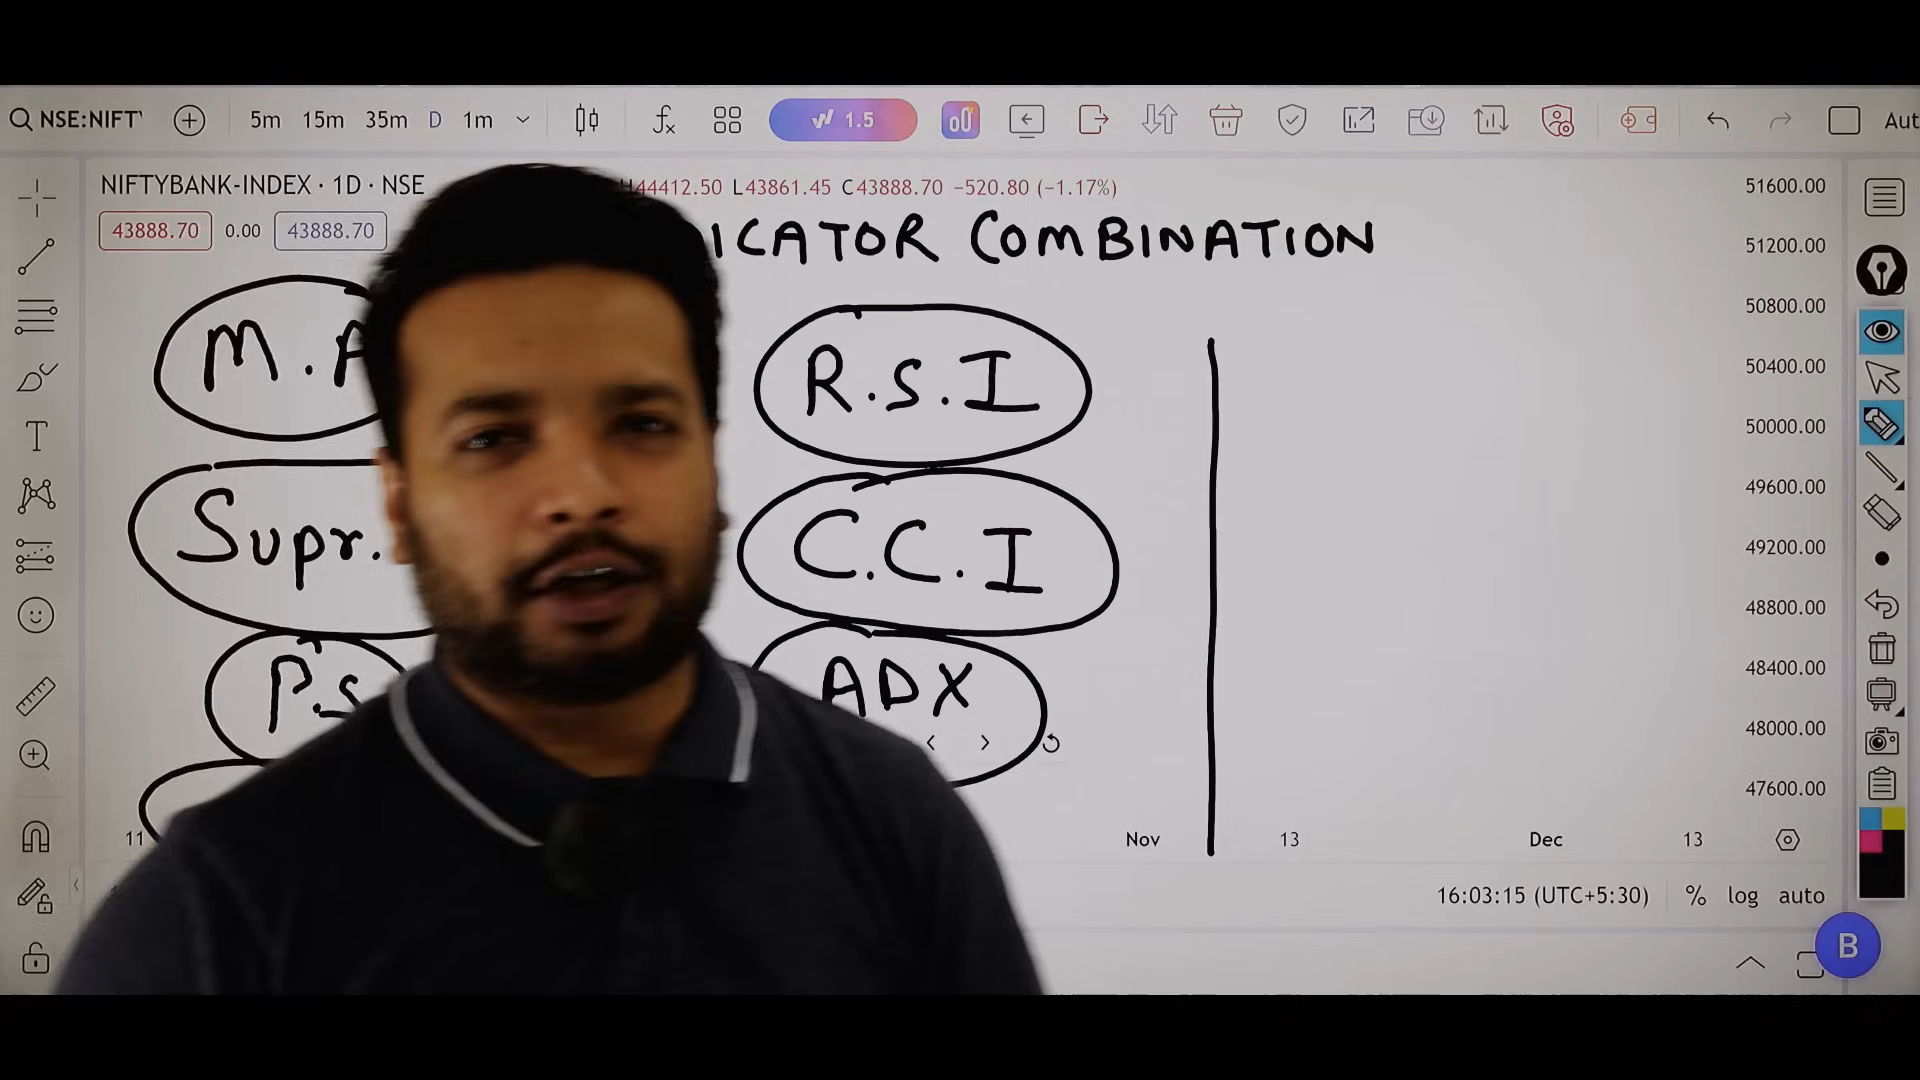 NSE:NIFT 5m 15m 35m D 1m 1.5 Aut
NIFTYBANK-INDEX · 1D · NSE H44412.50 L43861.45 C43888.70 −520.80 (−1.17%)
43888.70 0.00 43888.70
DICATOR COMBINATION
M.A R.S.I
Supr. C.C.I
P.S ADX
51600.00
51200.00
50800.00
50400.00
50000.00
49600.00
49200.00
48800.00
48400.00
48000.00
47600.00
11 Nov 13 Dec 13
16:03:15 (UTC+5:30) % log auto
B